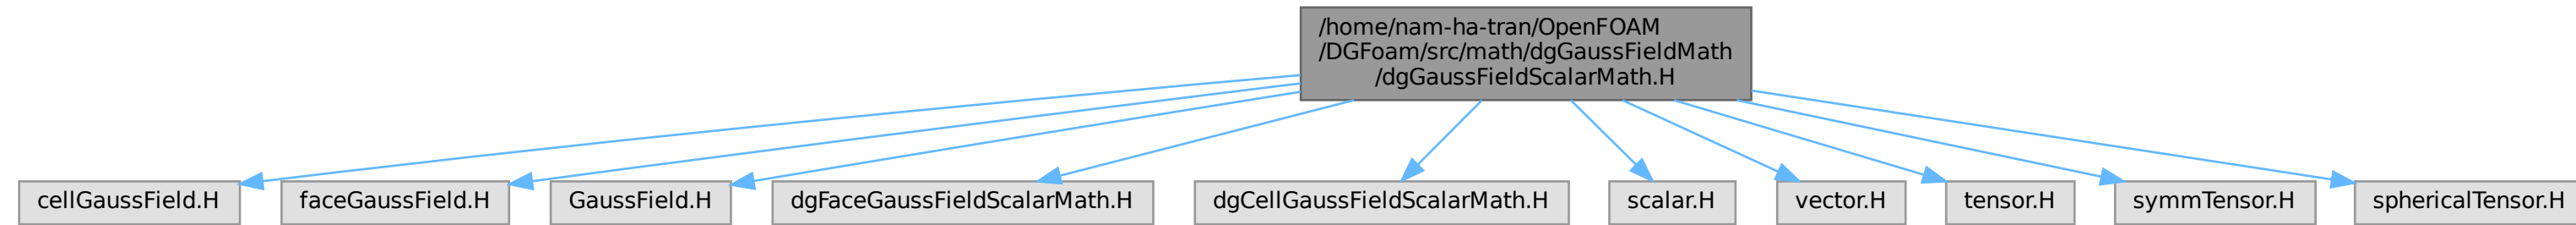 /home/nam-ha-tran/OpenFOAM
/DGFoam/src/math/dgGaussFieldMath
/dgGaussFieldScalarMath.H
cellGaussField.H
faceGaussField.H
GaussField.H
dgFaceGaussFieldScalarMath.H
dgCellGaussFieldScalarMath.H
scalar.H
vector.H
tensor.H
symmTensor.H
sphericalTensor.H